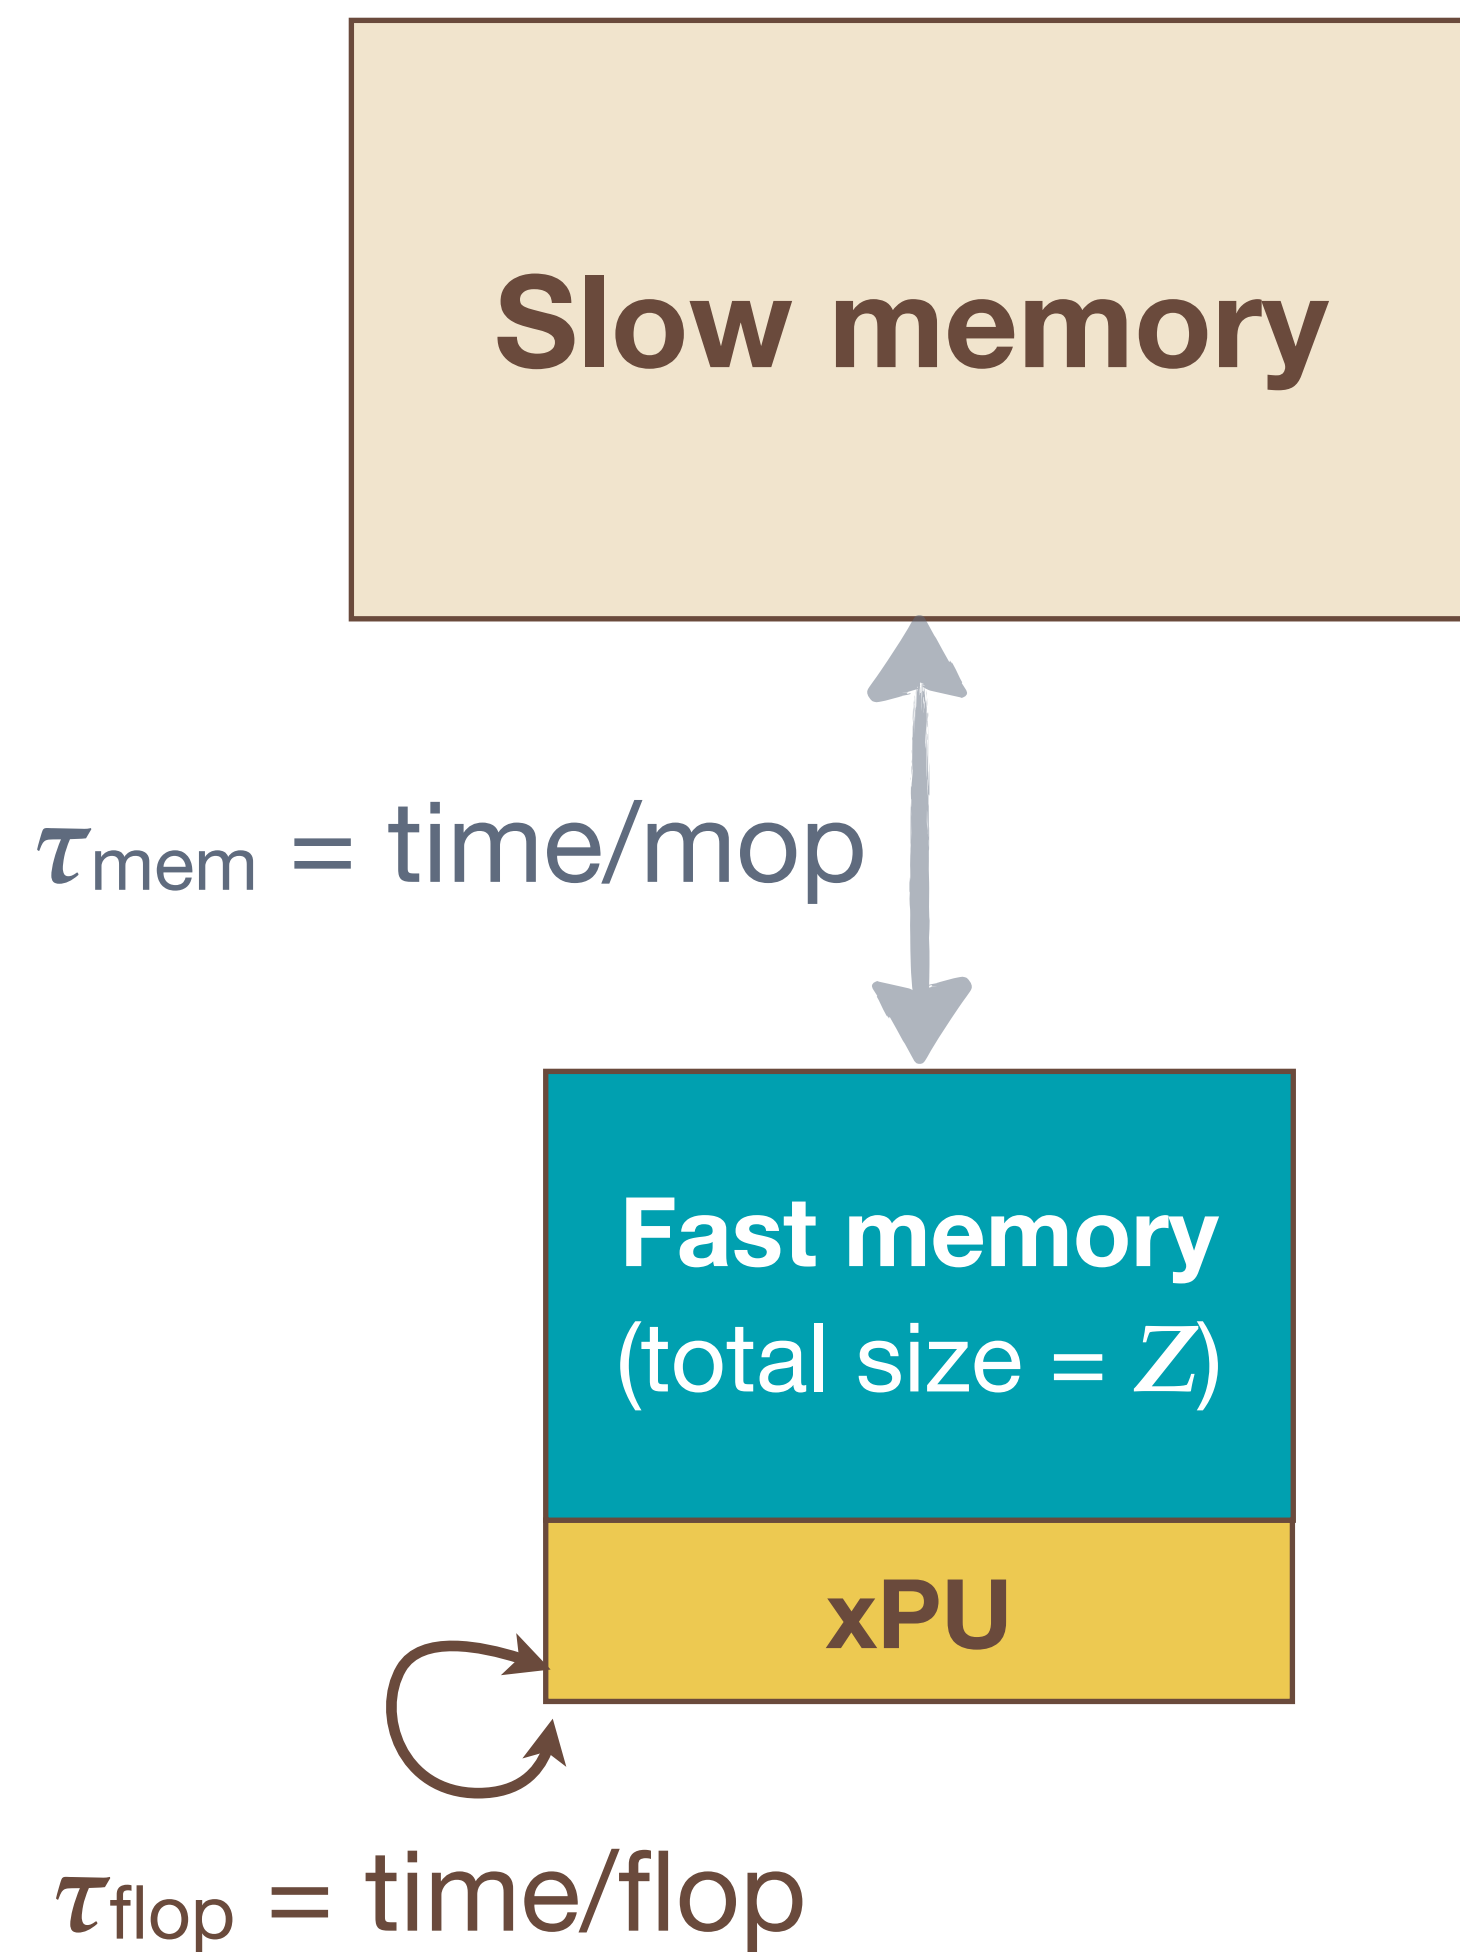 Slow memory
τmem = time/mop
Fast memory
(total size = Z)
xPU
τflop = time/flop